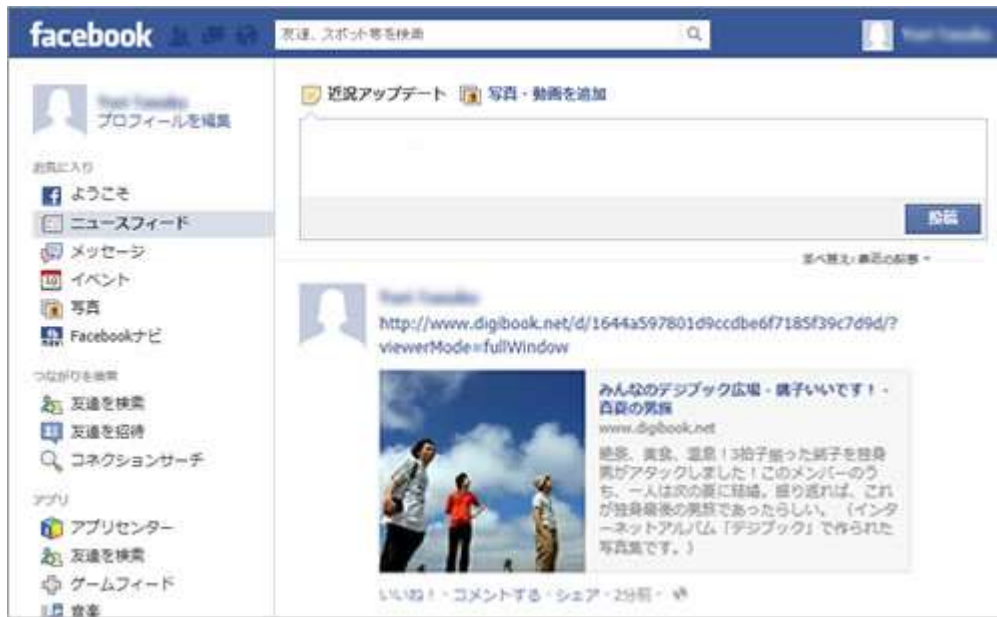 facebook
友達、スポット等を検索
プロフィールを編集
お気に入り
ようこそ
ニュースフィード
メッセージ
イベント
写真
Facebookナビ
つながりを検索
友達を検索
友達を招待
コネクションサーチ
アプリ
アプリセンター
友達を検索
ゲームフィード
音楽
近況アップデート 写真・動画を追加
投稿
並べ替え: 最近の記事
http://www.digibook.net/d/1644a597801d9ccdbe6f7185f39c7d9d/?
viewerMode=fullWindow
みんなのデジブック広場 - 銚子いいです! -
真夏の男旅
www.digibook.net
絶景、美食、温泉!3拍子揃った銚子を独身
男がアタックしました!このメンバーのう
ち、一人は次の夏に結婚。振り返れば、これ
が独身最後の男旅であったらしい。 (インタ
ーネットアルバム「デジブック」で作られた
写真集です。)
いいね! · コメントする · シェア · 2分前 ·